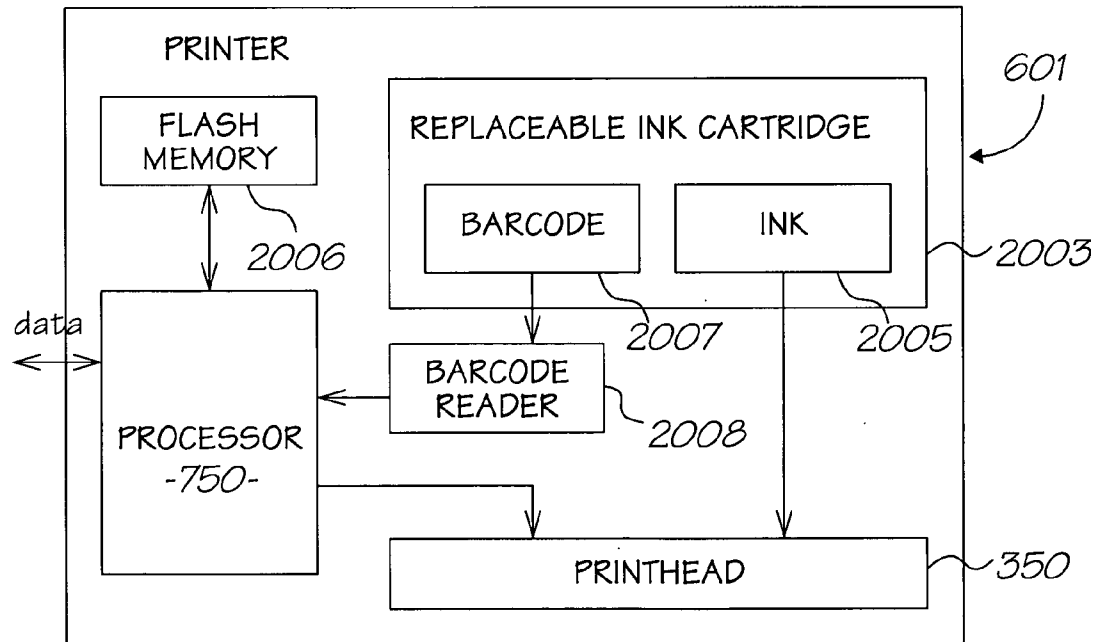 PRINTER
601
FLASH
MEMORY
2006
REPLACEABLE INK CARTRIDGE
BARCODE
2007
INK
2005
2003
data
BARCODE
READER
2008
PROCESSOR
-750-
PRINTHEAD
350